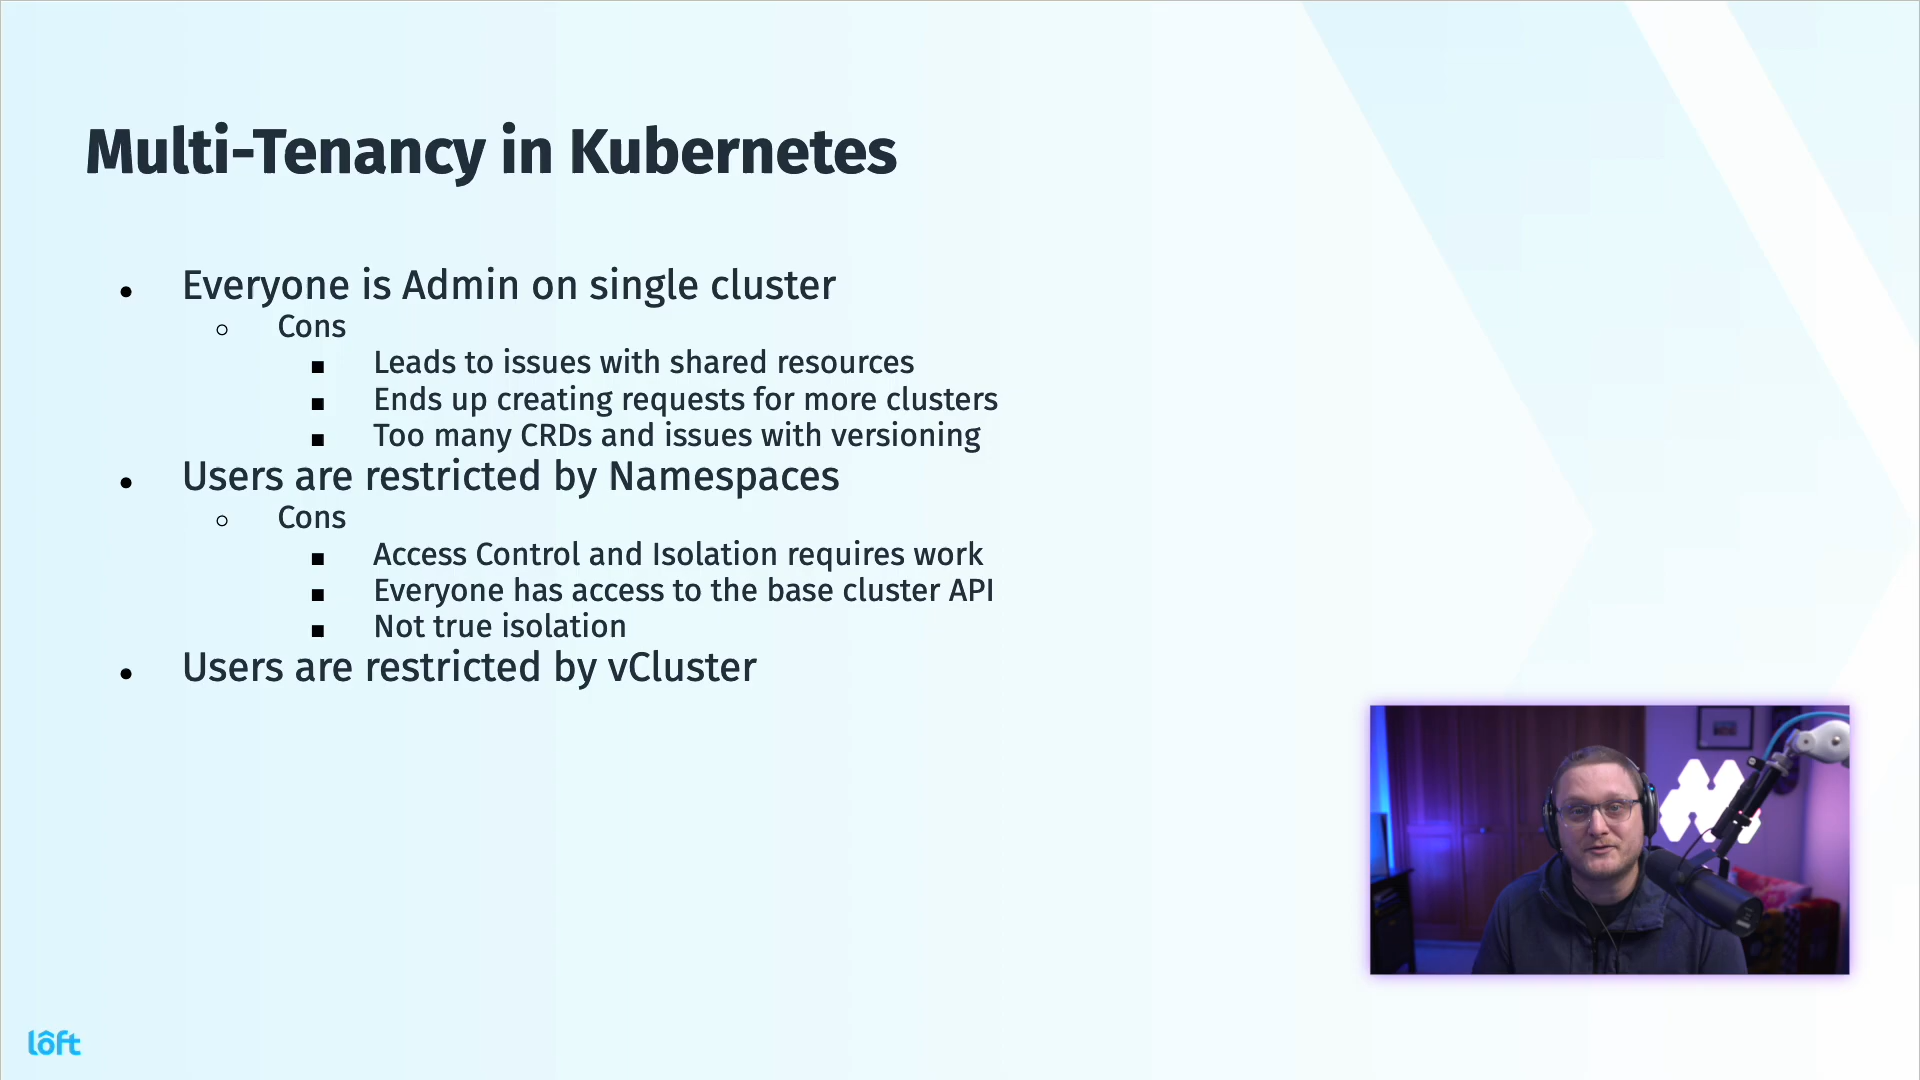 Multi-Tenancy in Kubernetes
Everyone is Admin on single cluster
Cons
Leads to issues with shared resources
Ends up creating requests for more clusters
Too many CRDs and issues with versioning
Users are restricted by Namespaces
Cons
Access Control and Isolation requires work
Everyone has access to the base cluster API
Not true isolation
Users are restricted by vCluster
lôft